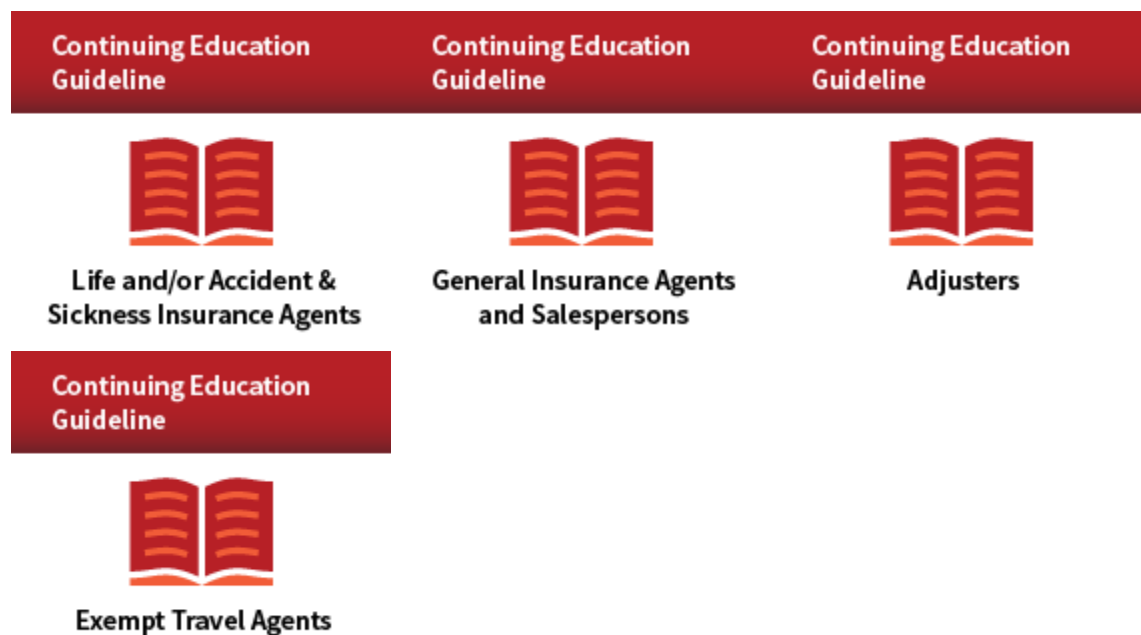 Continuing Education
Guideline
Life and/or Accident &
Sickness Insurance Agents
Continuing Education
Guideline
General Insurance Agents
and Salespersons
Continuing Education
Guideline
Adjusters
Continuing Education
Guideline
Exempt Travel Agents